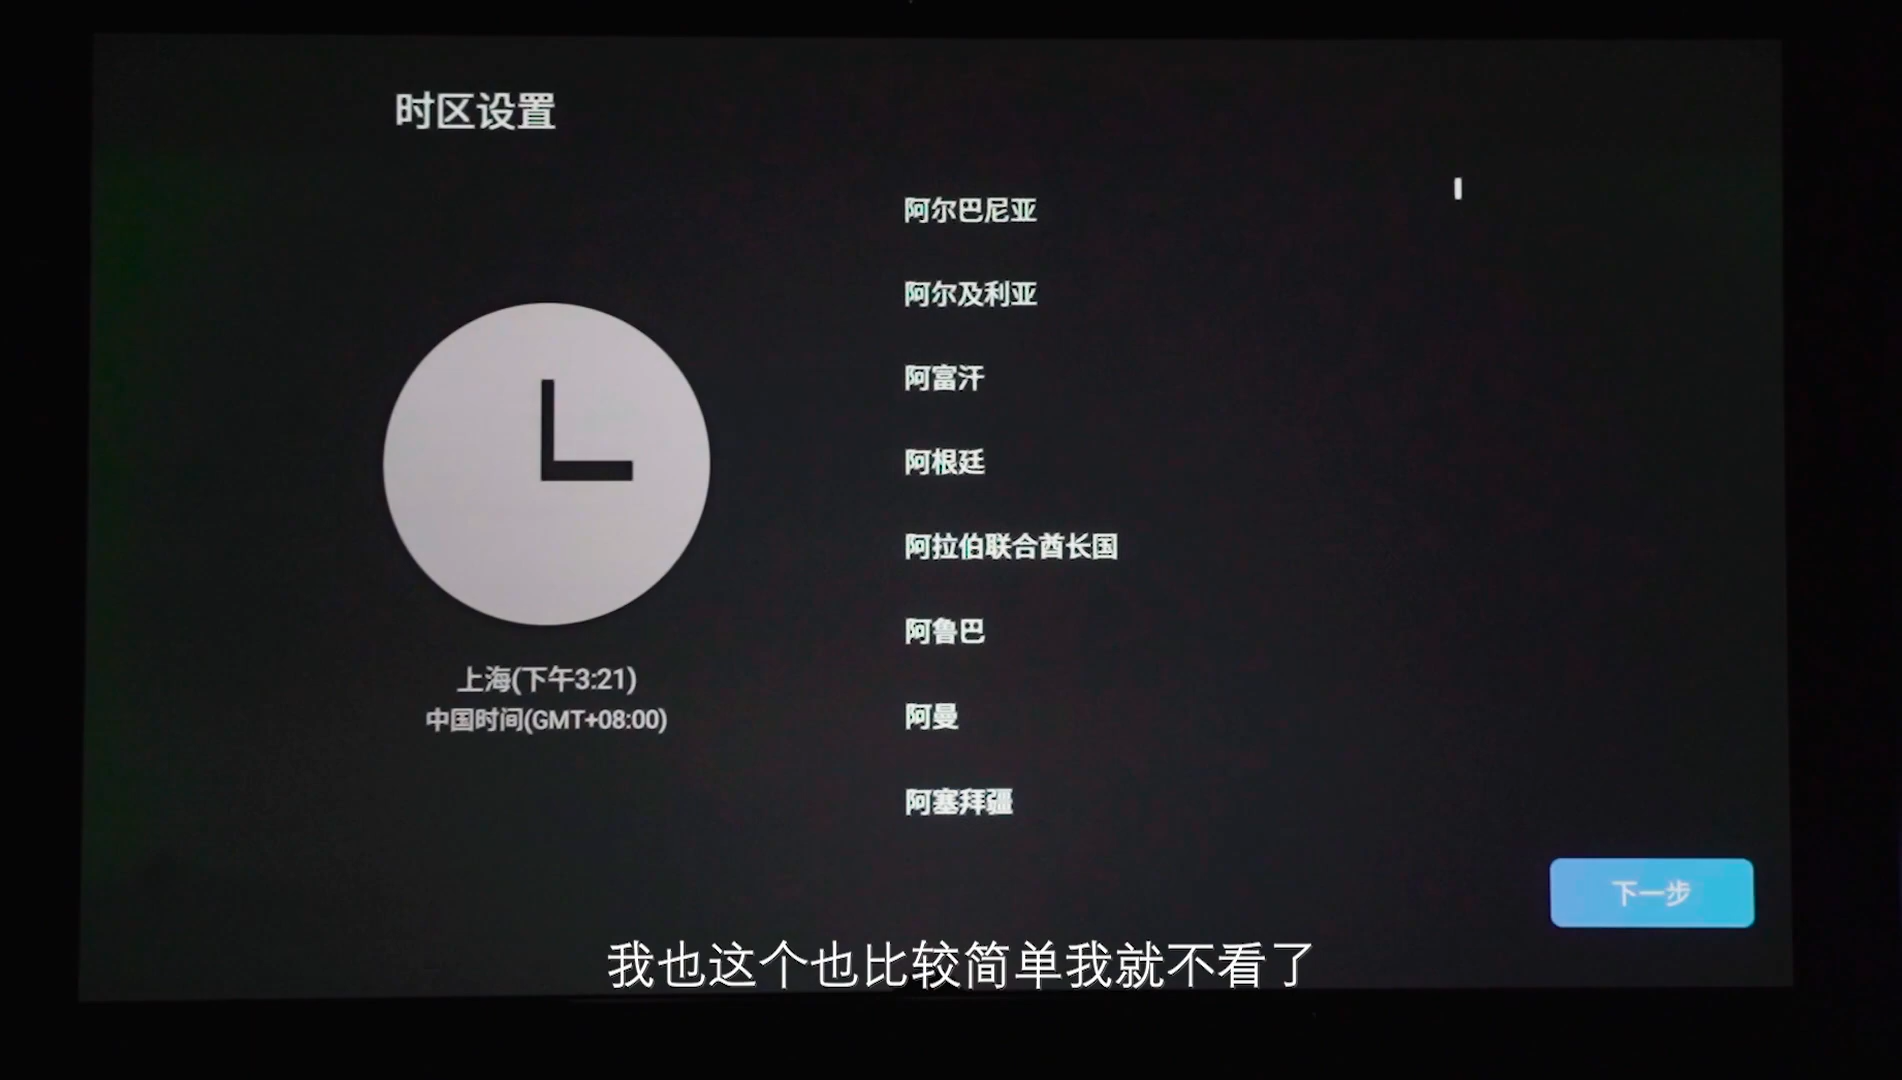 时区设置
阿尔巴尼亚
阿尔及利亚
阿富汗
阿根廷
阿拉伯联合酋长国
阿鲁巴
阿曼
阿塞拜疆
上海(下午3:21)
中国时间(GMT+08:00)
下一步
我也这个也比较简单我就不看了